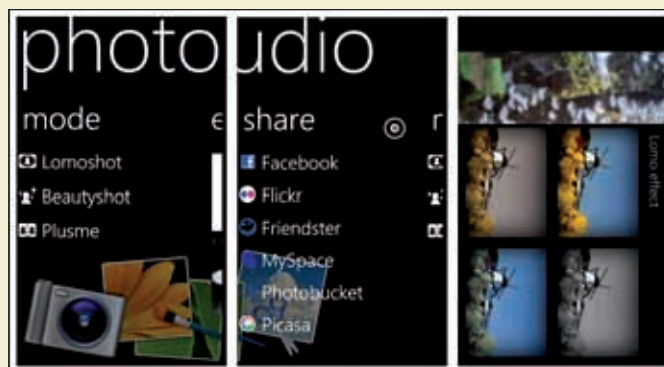 photo
mode
Lomoshot
Beautyshot
Plusme
udio
share
Facebook
Flickr
Friendster
MySpace
Photobucket
Picasa
Lomo effect